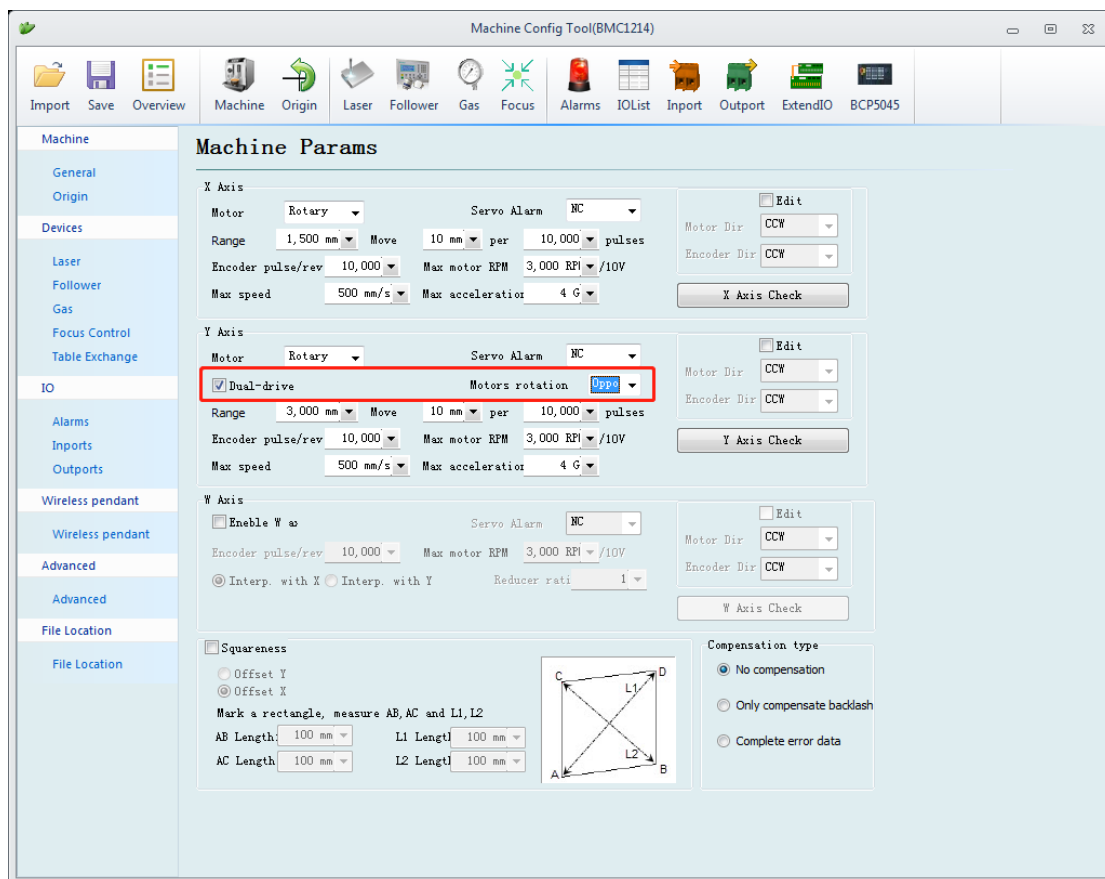 Machine Config Tool(BMC1214)
Import Save Overview Machine Origin Laser Follower Gas Focus Alarms IOList Inport Outport ExtendIO BCP5045
Machine
General
Origin
Devices
Laser
Follower
Gas
Focus Control
Table Exchange
IO
Alarms
Inports
Outports
Wireless pendant
Wireless pendant
Advanced
Advanced
File Location
File Location
Machine Params
X Axis
Motor Rotary Servo Alarm NC
Range 1,500 mm Move 10 mm per 10,000 pulses
Encoder pulse/rev 10,000 Max motor RPM 3,000 RPI /10V
Max speed 500 mm/s Max acceleration 4 G
Edit
Motor Dir CCW
Encoder Dir CCW
X Axis Check
Y Axis
Motor Rotary Servo Alarm NC
Dual-drive Motors rotation Oppo
Range 3,000 mm Move 10 mm per 10,000 pulses
Encoder pulse/rev 10,000 Max motor RPM 3,000 RPI /10V
Max speed 500 mm/s Max acceleration 4 G
Edit
Motor Dir CCW
Encoder Dir CCW
Y Axis Check
W Axis
Eneble W ax Servo Alarm NC
Encoder pulse/rev 10,000 Max motor RPM 3,000 RPI /10V
Interp. with X Interp. with Y Reducer rati 1
Edit
Motor Dir CCW
Encoder Dir CCW
W Axis Check
Squareness
Offset Y
Offset X
Mark a rectangle, measure AB,AC and L1,L2
AB Length: 100 mm L1 Lengtl 100 mm
AC Length 100 mm L2 Lengtl 100 mm
C D
L1
L2
A B
Compensation type
No compensation
Only compensate backlash
Complete error data